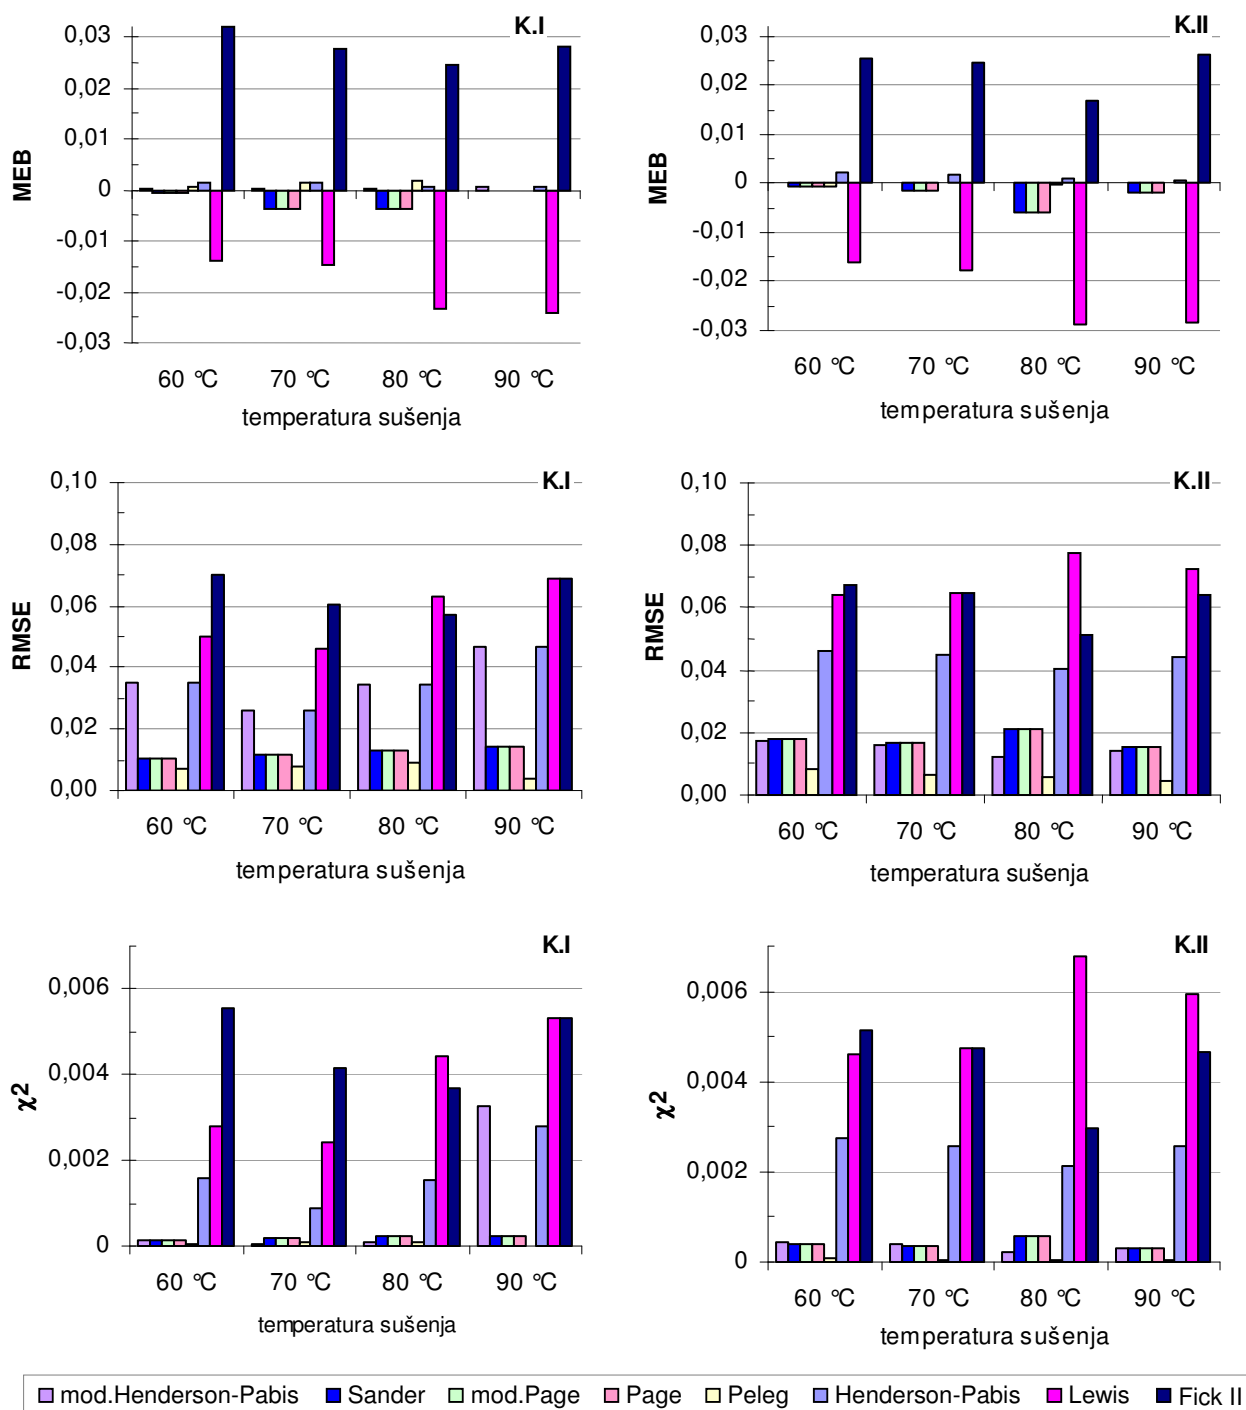 K.I
0,03
0,02
0,01
0
-0,01
-0,02
-0,03
MEB
60 °C 70 °C 80 °C 90 °C
temperatura sušenja
K.II
0,03
0,02
0,01
0
-0,01
-0,02
-0,03
MEB
60 °C 70 °C 80 °C 90 °C
temperatura sušenja
K.I
0,10
0,08
0,06
0,04
0,02
0,00
RMSE
60 °C 70 °C 80 °C 90 °C
temperatura sušenja
K.II
0,10
0,08
0,06
0,04
0,02
0,00
RMSE
60 °C 70 °C 80 °C 90 °C
temperatura sušenja
K.I
0,006
0,004
0,002
0
χ2
60 °C 70 °C 80 °C 90 °C
temperatura sušenja
K.II
0,006
0,004
0,002
0
χ2
60 °C 70 °C 80 °C 90 °C
temperatura sušenja
mod.Henderson-Pabis Sander mod.Page Page Peleg Henderson-Pabis Lewis Fick II